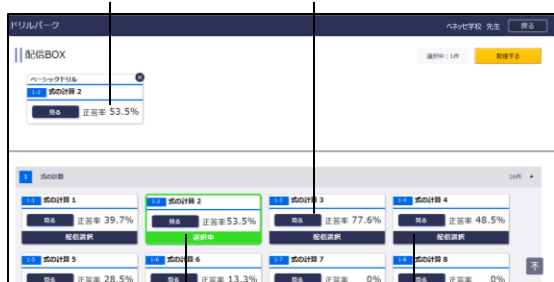 ドリルパーク
ベネッセ学校 先生 戻る
配信BOX
選択中：1件 配信する
ベーシックドリル
1-2 式の計算 2
見る 正答率 53.5%
1 式の計算 16件
1-1 式の計算 1 1-2 式の計算 2 1-3 式の計算 3 1-4 式の計算 4
見る 正答率 39.7% 見る 正答率53.5% 見る 正答率 77.6% 見る 正答率 48.5%
配信選択 選択中 配信選択 配信選択
1-5 式の計算 5 1-6 式の計算 6 1-7 式の計算 7 1-8 式の計算 8
見る 正答率 28.5% 見る 正答率 13.3% 見る 正答率 0% 見る 正答率 0%